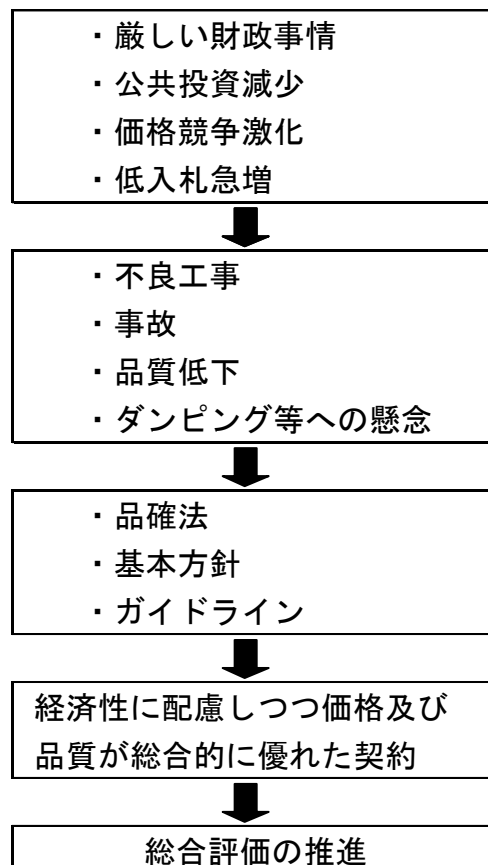 ・厳しい財政事情
・公共投資減少
・価格競争激化
・低入札急増
・不良工事
・事故
・品質低下
・ダンピング等への懸念
・品確法
・基本方針
・ガイドライン
経済性に配慮しつつ価格及び
品質が総合的に優れた契約
総合評価の推進